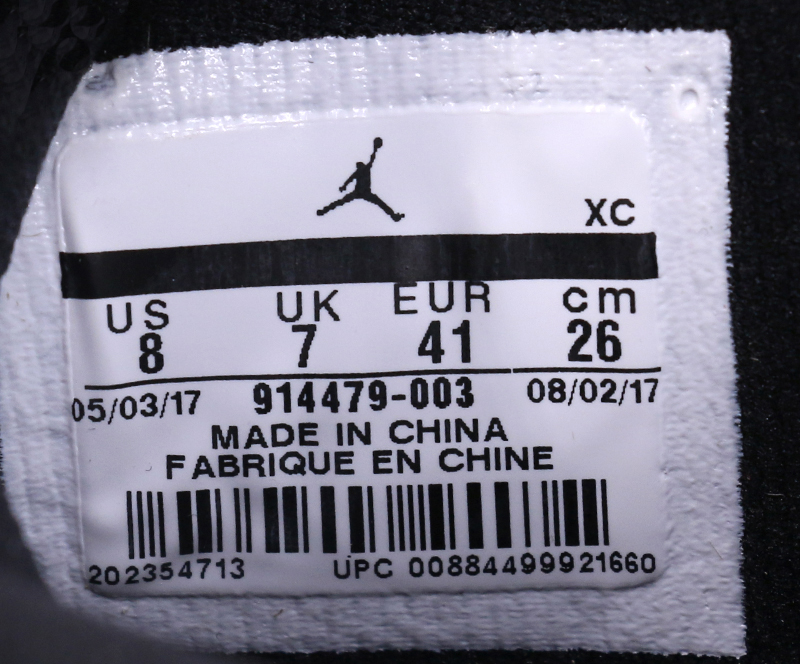 XC
US UK EUR cm
8 7 41 26
05/03/17 914479-003 08/02/17
MADE IN CHINA
FABRIQUE EN CHINE
202354713 UPC 00884499921660